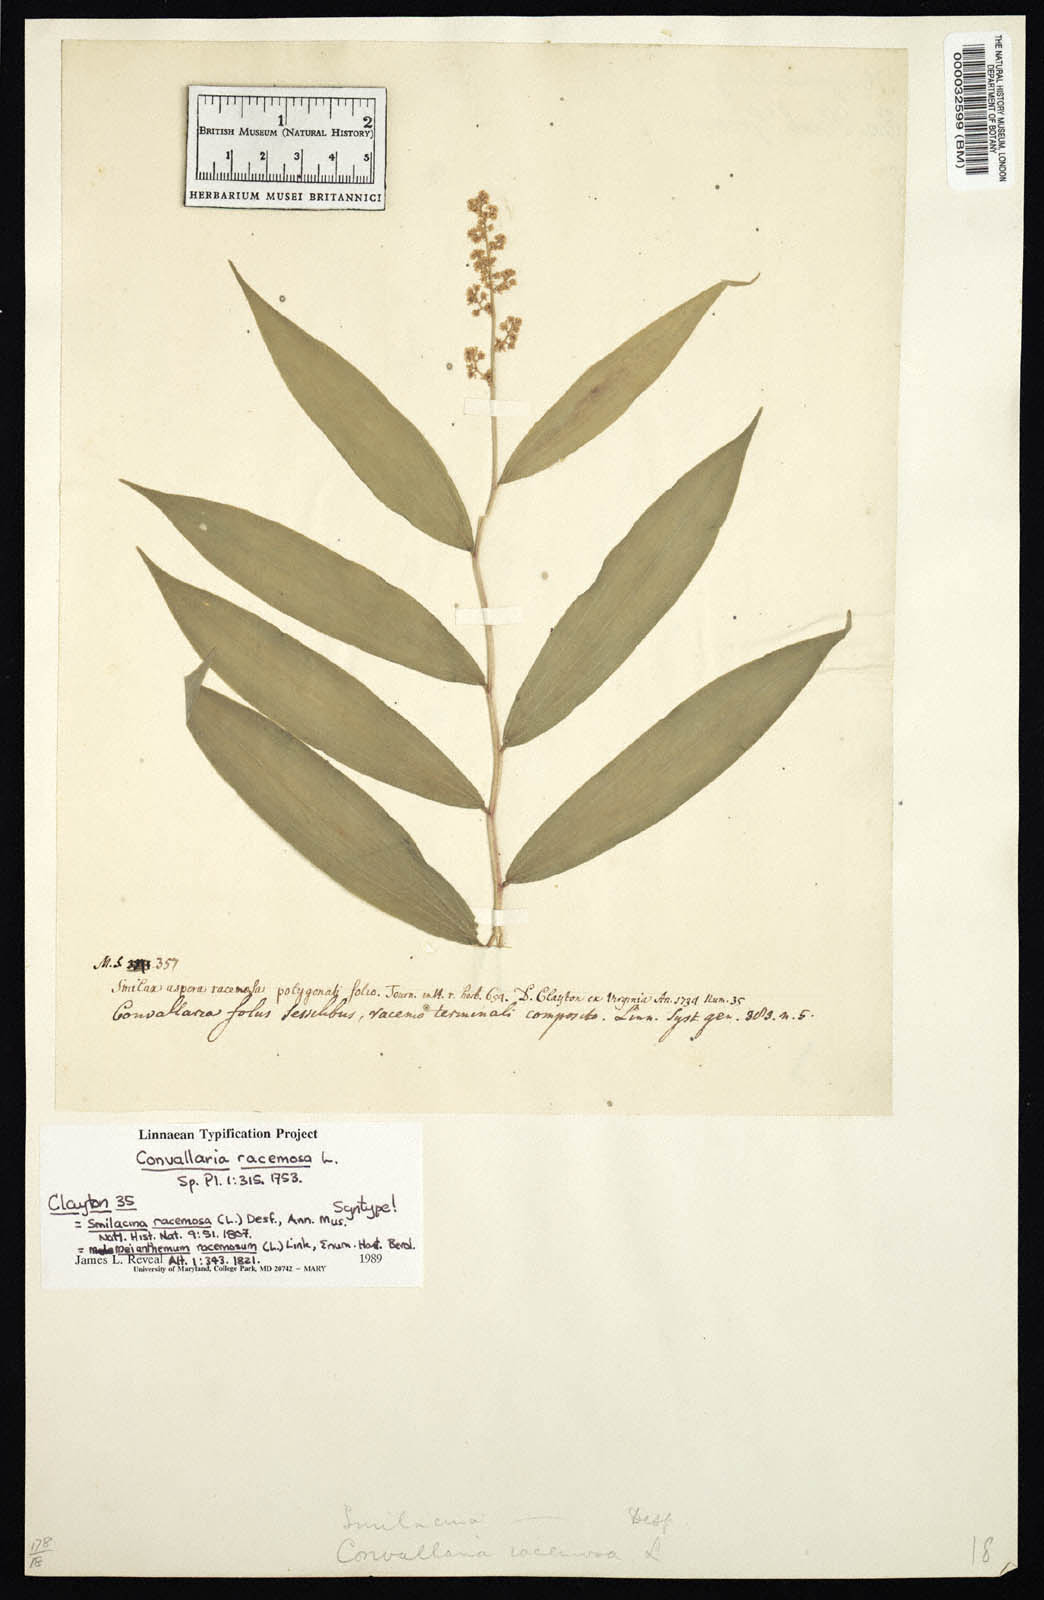 THE NATURAL HISTORY MUSEUM, LONDON
DEPARTMENT OF BOTANY
000032599 (BM)
1 2
BRITISH MUSEUM (NATURAL HISTORY)
1 2 3 4 5
HERBARIUM MUSEI BRITANNICI
M.S. 357
Smilax aspera racemosa polygonati folio. Tourn. inst. r. herb. 654. D. Clayton ex Virginia An. 1734 Num. 35
Convallaria foliis sessilibus, racemo terminali composito. Linn. Syst gen. 383. n. 5.
Linnaean Typification Project
Convallaria racemosa L.
Sp. Pl. 1:315. 1753.
Clayton 35
Syntype!
= Smilacina racemosa (L.) Desf., Ann. Mus.
Natl. Hist. Nat. 9:51. 1807.
= Maianthemum racemosum (L.) Link, Enum. Hort. Berol.
James L. Reveal Alt. 1:343. 1821. 1989
University of Maryland, College Park, MD 20742 – MARY
Smilacina — Desf.
Convallaria racemosa L
178
18
18